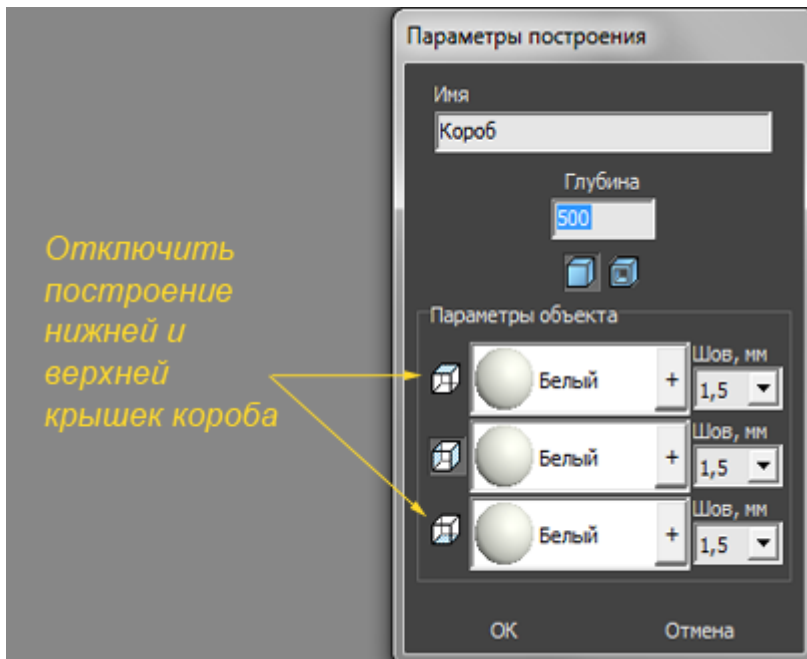 Параметры построения
Имя
Короб
Глубина
500
Отключить
построение
нижней и
верхней
крышек короба
Параметры объекта
Белый + Шов, мм
1,5
Белый + Шов, мм
1,5
Белый + Шов, мм
1,5
OK Отмена